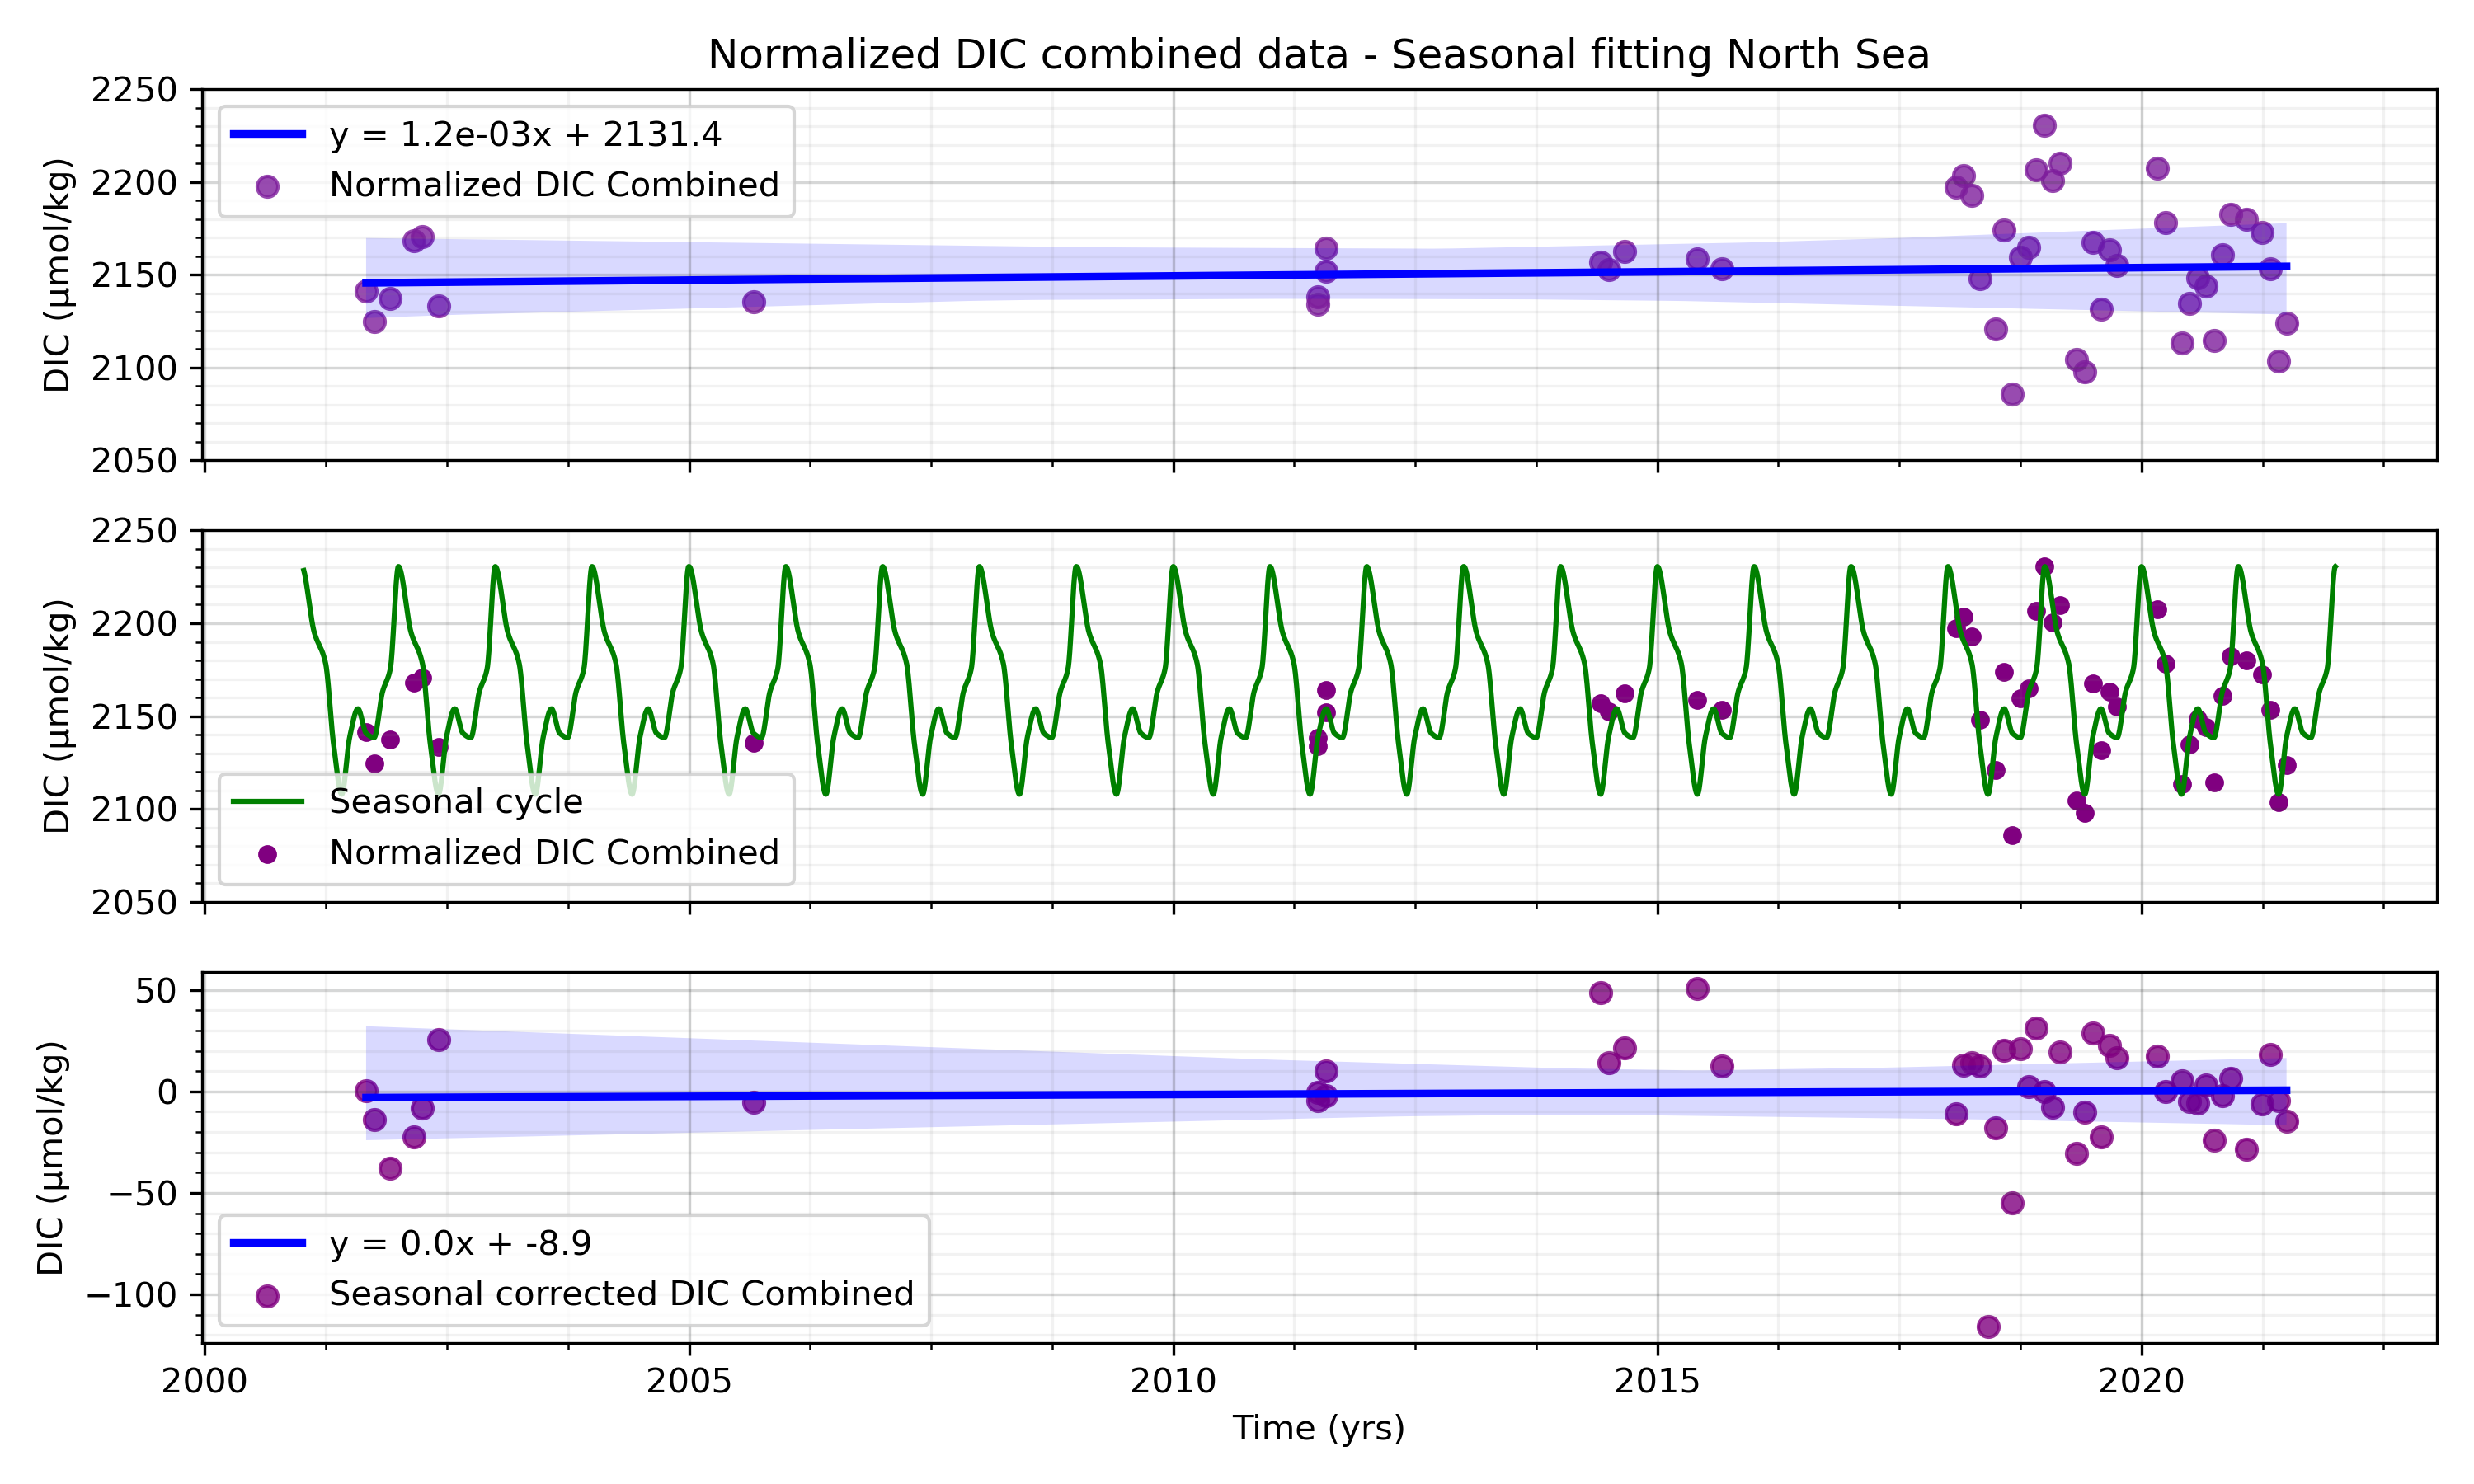 Normalized DIC combined data - Seasonal fitting North Sea
2250
2200
2150
2100
2050
DIC (µmol/kg)
y = 1.2e-03x + 2131.4
Normalized DIC Combined
2250
2200
2150
2100
2050
DIC (µmol/kg)
Seasonal cycle
Normalized DIC Combined
50
0
−50
−100
DIC (µmol/kg)
y = 0.0x + -8.9
Seasonal corrected DIC Combined
2000 2005 2010 2015 2020
Time (yrs)